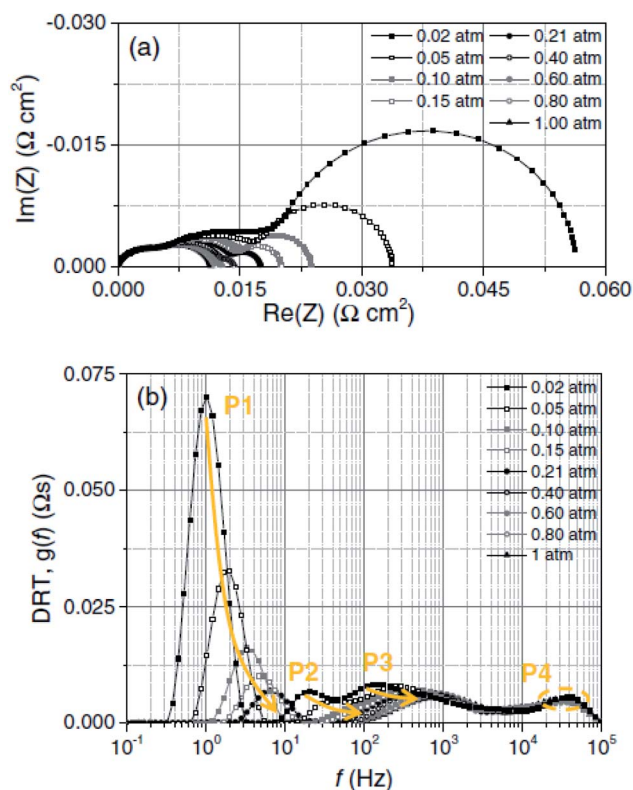 (a)
-0.030
-0.015
0.000
Im(Z) (Ω cm²)
0.02 atm
0.05 atm
0.10 atm
0.15 atm
0.21 atm
0.40 atm
0.60 atm
0.80 atm
1.00 atm
0.000 0.015 0.030 0.045 0.060
Re(Z) (Ω cm²)
(b)
0.075
0.050
0.025
0.000
DRT, g(f) (Ωs)
P1
P2
P3
P4
0.02 atm
0.05 atm
0.10 atm
0.15 atm
0.21 atm
0.40 atm
0.60 atm
0.80 atm
1 atm
10⁻¹ 10⁰ 10¹ 10² 10³ 10⁴ 10⁵
f (Hz)